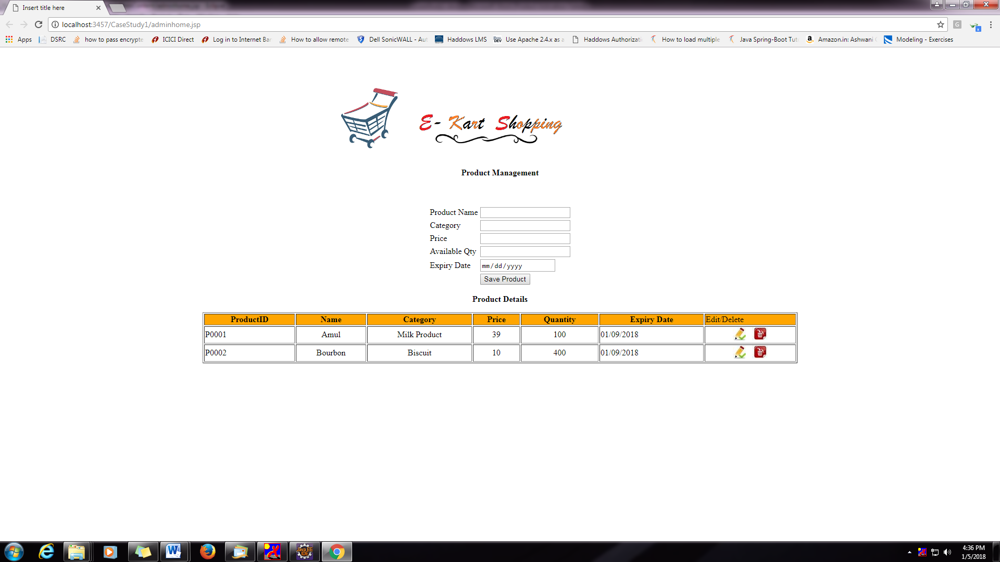 Insert title here
localhost:3457/CaseStudy1/adminhome.jsp
Apps DSRC how to pass encrypte ICICI Direct Log in to Internet Ban How to allow remote Dell SonicWALL - Aut Haddows LMS Use Apache 2.4.x as a Haddows Authorizati How to load multiple Java Spring-Boot Tut Amazon.in: Ashwani Modeling - Exercises
E- Kart Shopping
Product Management
Product Name
Category
Price
Available Qty
Expiry Date mm/dd/yyyy
Save Product
Product Details
ProductID Name Category Price Quantity Expiry Date Edit/Delete
P0001 Amul Milk Product 39 100 01/09/2018
P0002 Bourbon Biscuit 10 400 01/09/2018
Java EE
IDE
4:36 PM
1/5/2018